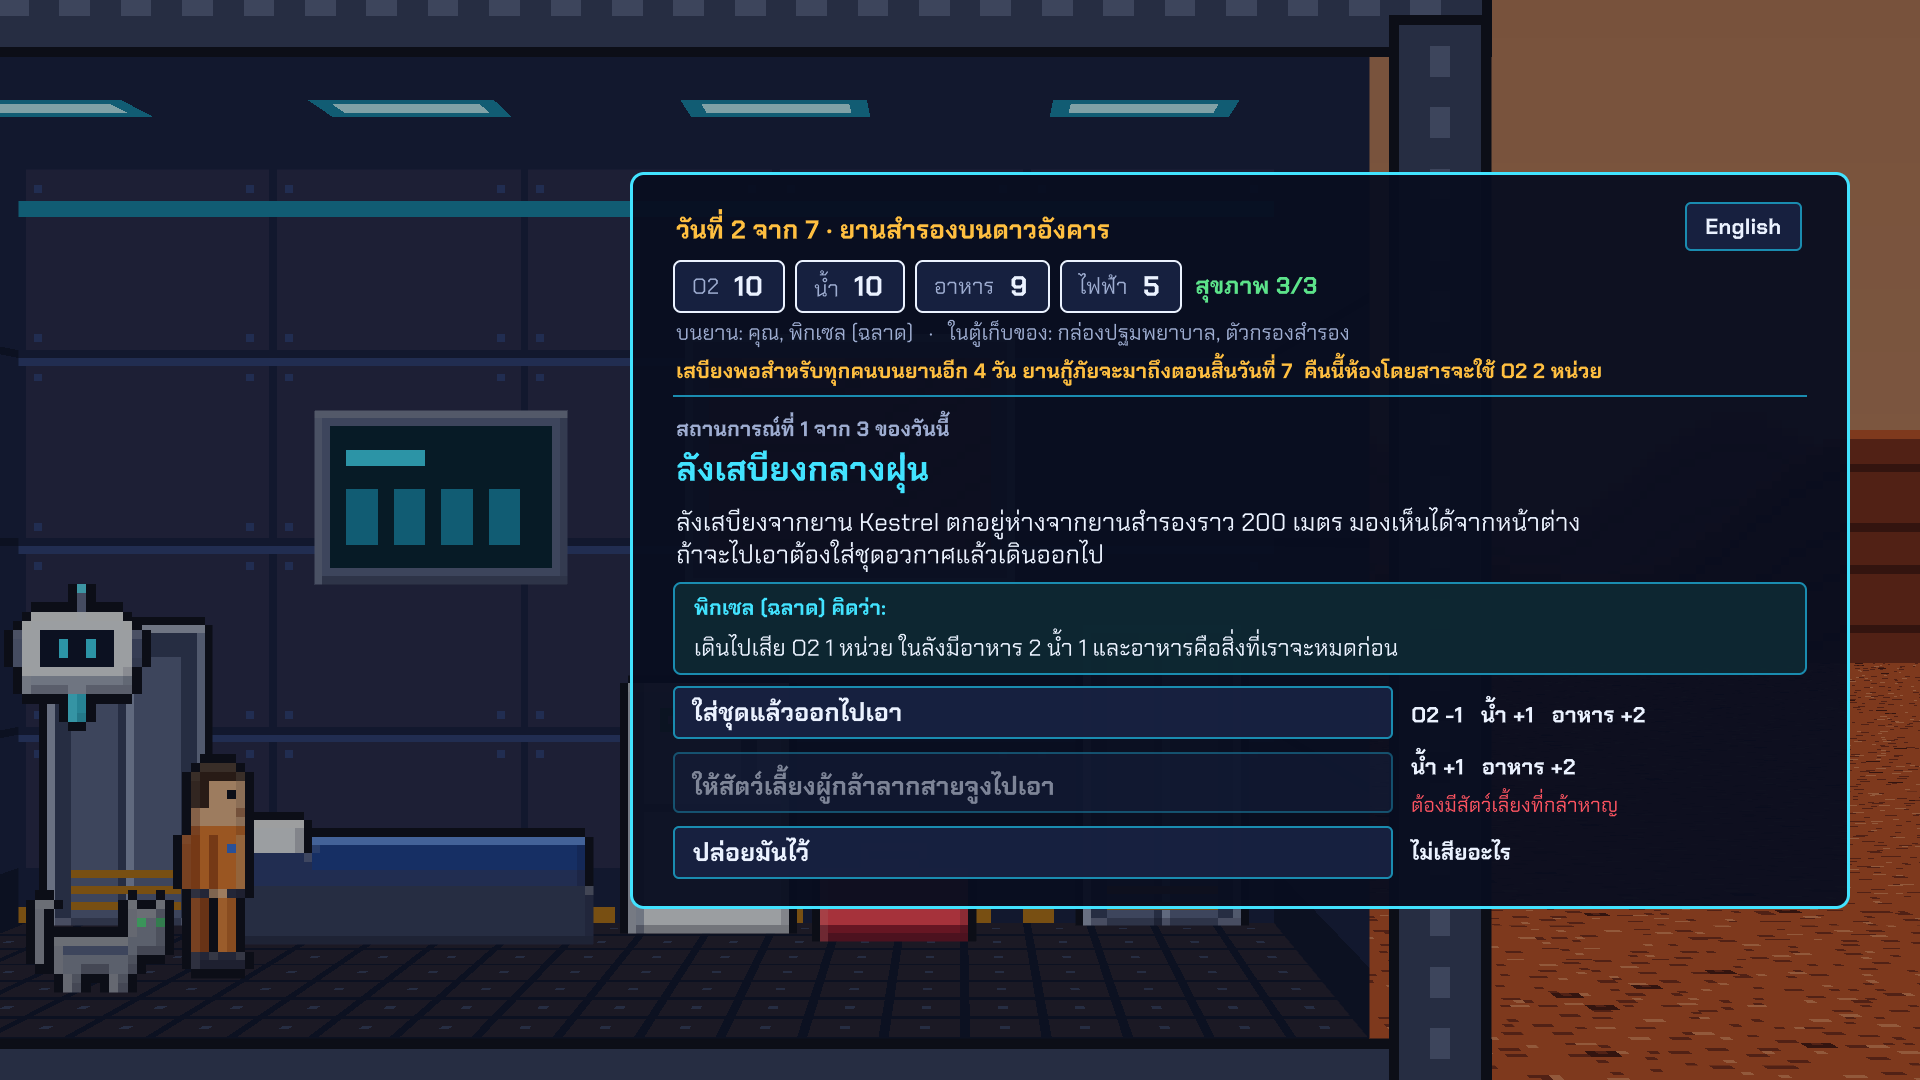 วันที่ 2 จาก 7 · ยานสำรองบนดาวอังคาร
English
O2 10 น้ำ 10 อาหาร 9 ไฟฟ้า 5 สุขภาพ 3/3
บนยาน: คุณ, พิกเซล (ฉลาด) · ในตู้เก็บของ: กล่องปฐมพยาบาล, ตัวกรองสำรอง
เสบียงพอสำหรับทุกคนบนยานอีก 4 วัน ยานกู้ภัยจะมาถึงตอนสิ้นวันที่ 7 คืนนี้ห้องโดยสารจะใช้ O2 2 หน่วย
สถานการณ์ที่ 1 จาก 3 ของวันนี้
ลังเสบียงกลางฝุ่น
ลังเสบียงจากยาน Kestrel ตกอยู่ห่างจากยานสำรองราว 200 เมตร มองเห็นได้จากหน้าต่าง
ถ้าจะไปเอาต้องใส่ชุดอวกาศแล้วเดินออกไป
พิกเซล (ฉลาด) คิดว่า:
เดินไปเสีย O2 1 หน่วย ในลังมีอาหาร 2 น้ำ 1 และอาหารคือสิ่งที่เราจะหมดก่อน
ใส่ชุดแล้วออกไปเอา
O2 -1 น้ำ +1 อาหาร +2
ให้สัตว์เลี้ยงผู้กล้าลากสายจูงไปเอา
น้ำ +1 อาหาร +2
ต้องมีสัตว์เลี้ยงที่กล้าหาญ
ปล่อยมันไว้
ไม่เสียอะไร